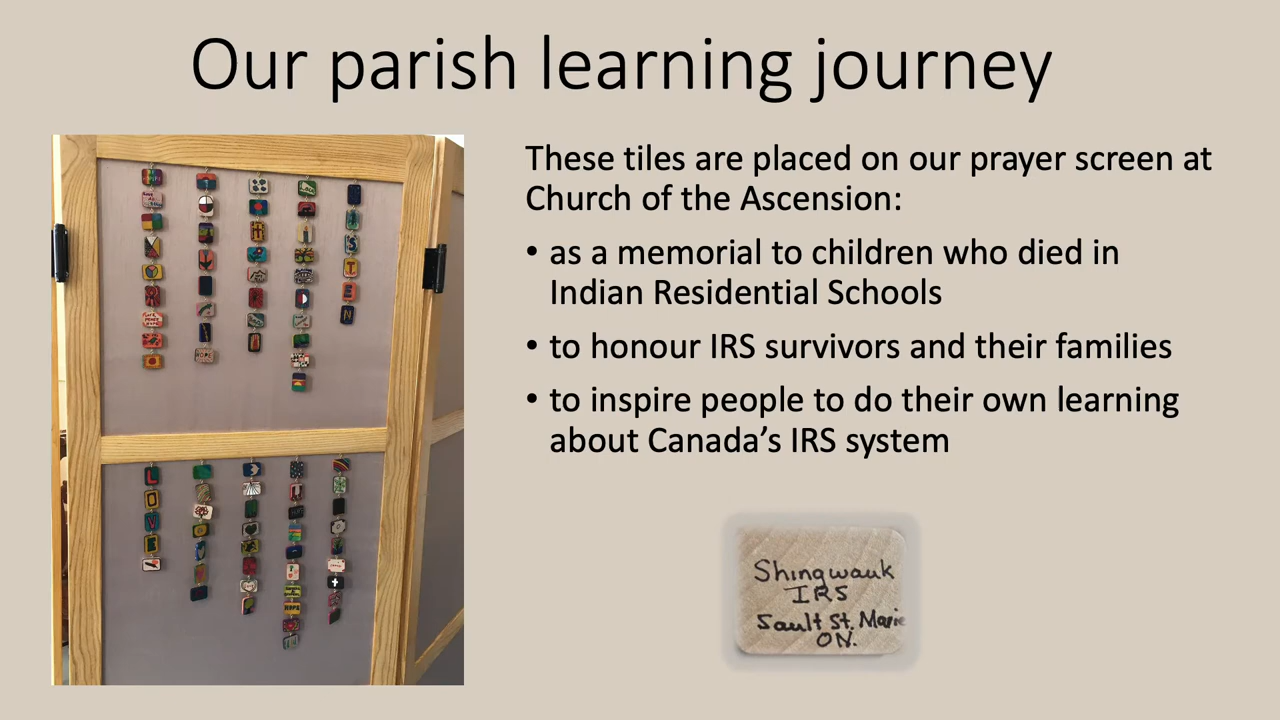 Our parish learning journey
These tiles are placed on our prayer screen at
Church of the Ascension:
• as a memorial to children who died in
Indian Residential Schools
• to honour IRS survivors and their families
• to inspire people to do their own learning
about Canada's IRS system
L
I
S
T
E
N
L
O
V
E
HOPE
HOPE
Shingwauk
IRS
Sault St. Marie
ON.